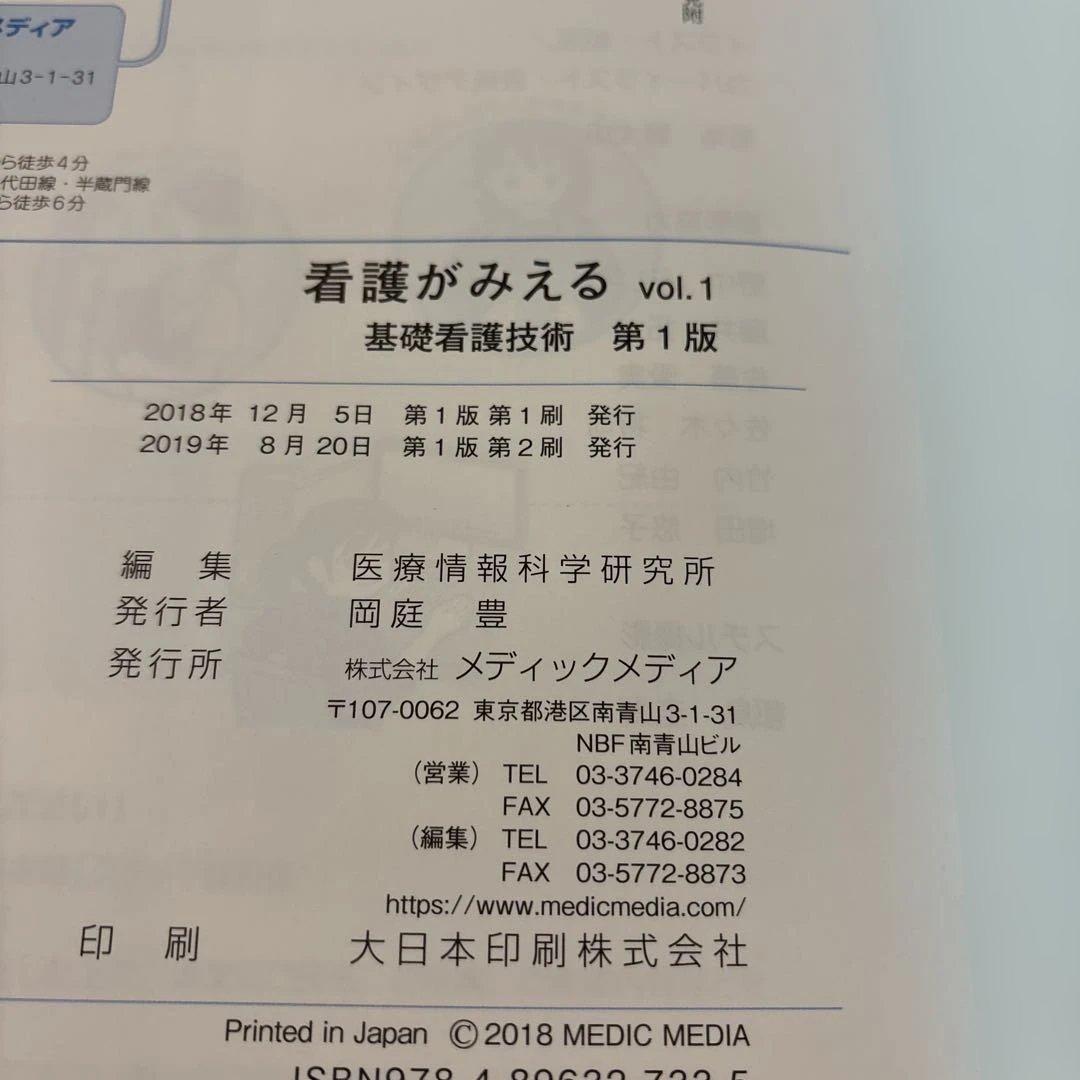 メディア
山3-1-31
ら徒歩4分
代田線・半蔵門線
ら徒歩6分
看護がみえる vol.1
基礎看護技術 第1版
2018年 12月 5日 第1版 第1刷 発行
2019年 8月 20日 第1版 第2刷 発行
編 集 医療情報科学研究所
発行者 岡庭 豊
発行所 株式会社 メディックメディア
〒107-0062 東京都港区南青山3-1-31
NBF南青山ビル
（営業） TEL 03-3746-0284
FAX 03-5772-8875
（編集） TEL 03-3746-0282
FAX 03-5772-8873
https://www.medicmedia.com/
印 刷 大日本印刷株式会社
Printed in Japan ©2018 MEDIC MEDIA
ISBN978-4-89632-722-5